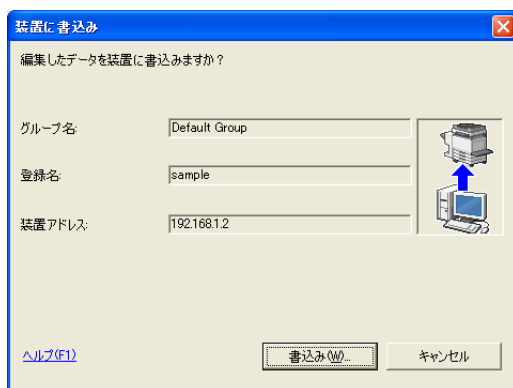 装置に書込み
編集したデータを装置に書込みますか？
グループ名:
Default Group
登録名:
sample
装置アドレス:
192.168.1.2
ヘルプ(F1)
書込み(W)...
キャンセル